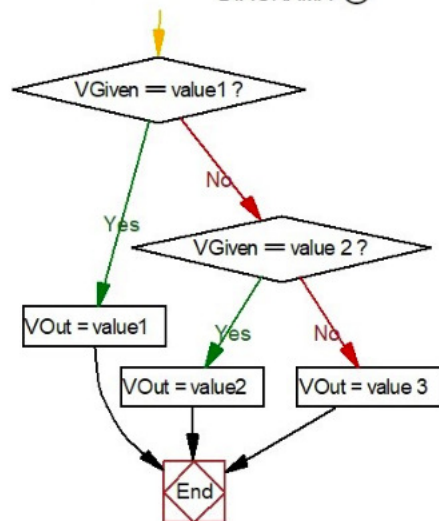 VGiven == value1 ?
No
Yes
VGiven == value 2 ?
VOut = value1
Yes
No
VOut = value2
VOut = value 3
End